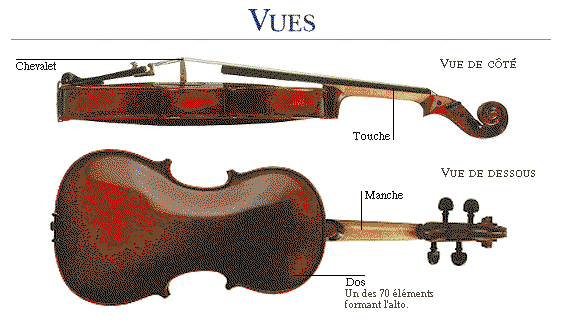 VUES
Chevalet
VUE DE CÔTÉ
Touche
VUE DE DESSOUS
Manche
Dos
Un des 70 éléments
formant l'alto.